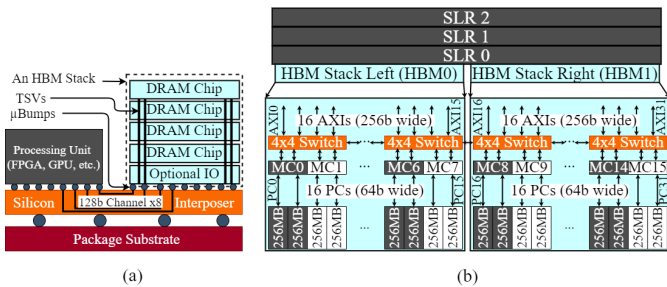 An HBM Stack
TSVs
µBumps
DRAM Chip
DRAM Chip
DRAM Chip
DRAM Chip
Optional IO
Processing Unit
(FPGA, GPU, etc.)
Silicon
128b Channel x8
Interposer
Package Substrate
(a)
SLR 2
SLR 1
SLR 0
HBM Stack Left (HBM0)
HBM Stack Right (HBM1)
AXI0
16 AXIs (256b wide)
AXI15
AXI16
16 AXIs (256b wide)
AXI31
4x4 Switch
4x4 Switch
4x4 Switch
4x4 Switch
MC0
MC1
...
MC6
MC7
MC8
MC9
...
MC14
MC15
PC0
16 PCs (64b wide)
PC15
PC16
16 PCs (64b wide)
256MB
256MB
256MB
256MB
...
256MB
256MB
256MB
256MB
256MB
256MB
256MB
256MB
...
256MB
256MB
256MB
256MB
(b)